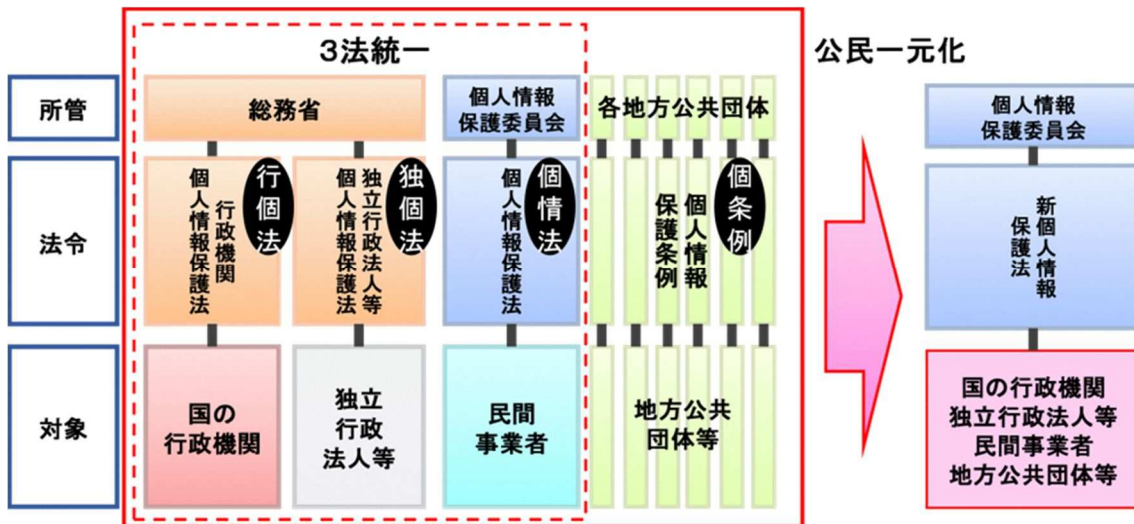 3法統一
公民一元化
所管
総務省
個人情報
保護委員会
各地方公共団体
個人情報
保護委員会
法令
行政機関
個人情報保護法
行個法
独立行政法人等
個人情報保護法
独個法
個人情報保護法
個情法
個人情報
保護条例
個条例
新個人情報
保護法
対象
国の
行政機関
独立
行政
法人等
民間
事業者
地方公共
団体等
国の行政機関
独立行政法人等
民間事業者
地方公共団体等